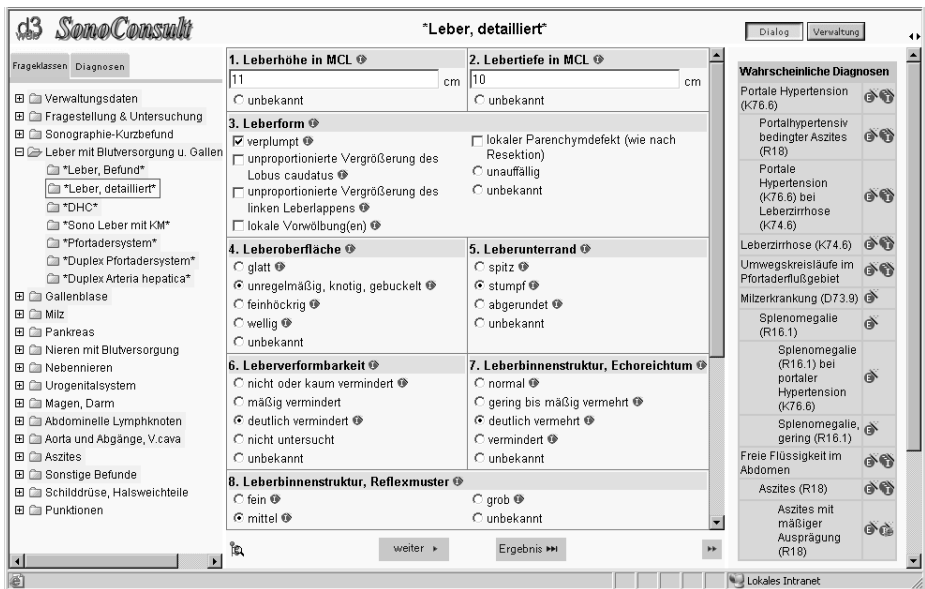 d3 web SonoConsult
*Leber, detailliert*
Dialog Verwaltung
Frageklassen Diagnosen
Verwaltungsdaten
Fragestellung & Untersuchung
Sonographie-Kurzbefund
Leber mit Blutversorgung u. Gallen
*Leber, Befund*
*Leber, detailliert*
*DHC*
*Sono Leber mit KM*
*Pfortadersystem*
*Duplex Pfortadersystem*
*Duplex Arteria hepatica*
Gallenblase
Milz
Pankreas
Nieren mit Blutversorgung
Nebennieren
Urogenitalsystem
Magen, Darm
Abdominelle Lymphknoten
Aorta und Abgänge, V.cava
Aszites
Sonstige Befunde
Schilddrüse, Halsweichteile
Punktionen
1. Leberhöhe in MCL
11 cm
unbekannt
2. Lebertiefe in MCL
10 cm
unbekannt
3. Leberform
verplumpt
unproportionierte Vergrößerung des
Lobus caudatus
unproportionierte Vergrößerung des
linken Leberlappens
lokale Vorwölbung(en)
lokaler Parenchymdefekt (wie nach
Resektion)
unauffällig
unbekannt
4. Leberoberfläche
glatt
unregelmäßig, knotig, gebuckelt
feinhöckrig
wellig
unbekannt
5. Leberunterrand
spitz
stumpf
abgerundet
unbekannt
6. Leberverformbarkeit
nicht oder kaum vermindert
mäßig vermindert
deutlich vermindert
nicht untersucht
unbekannt
7. Leberbinnenstruktur, Echoreichtum
normal
gering bis mäßig vermehrt
deutlich vermehrt
vermindert
unbekannt
8. Leberbinnenstruktur, Reflexmuster
fein
mittel
grob
unbekannt
weiter Ergebnis
Wahrscheinliche Diagnosen
Portale Hypertension
(K76.6)
Portalhypertensiv
bedingter Aszites
(R18)
Portale
Hypertension
(K76.6) bei
Leberzirrhose
(K74.6)
Leberzirrhose (K74.6)
Umwegskreisläufe im
Pfortaderflußgebiet
Milzerkrankung (D73.9)
Splenomegalie
(R16.1)
Splenomegalie
(R16.1) bei
portaler
Hypertension
(K76.6)
Splenomegalie,
gering (R16.1)
Freie Flüssigkeit im
Abdomen
Aszites (R18)
Aszites mit
mäßiger
Ausprägung
(R18)
Lokales Intranet